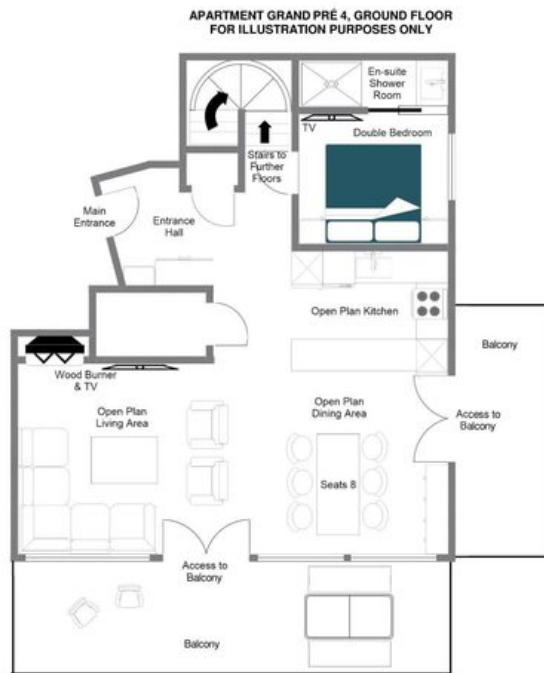 APARTMENT GRAND PRÉ 4, GROUND FLOOR
FOR ILLUSTRATION PURPOSES ONLY
En-suite
Shower
Room
TV
Double Bedroom
Stairs to
Further
Floors
Main
Entrance
Entrance
Hall
Open Plan Kitchen
Balcony
Wood Burner
& TV
Open Plan
Living Area
Open Plan
Dining Area
Access to
Balcony
Seats 8
Access to
Balcony
Balcony